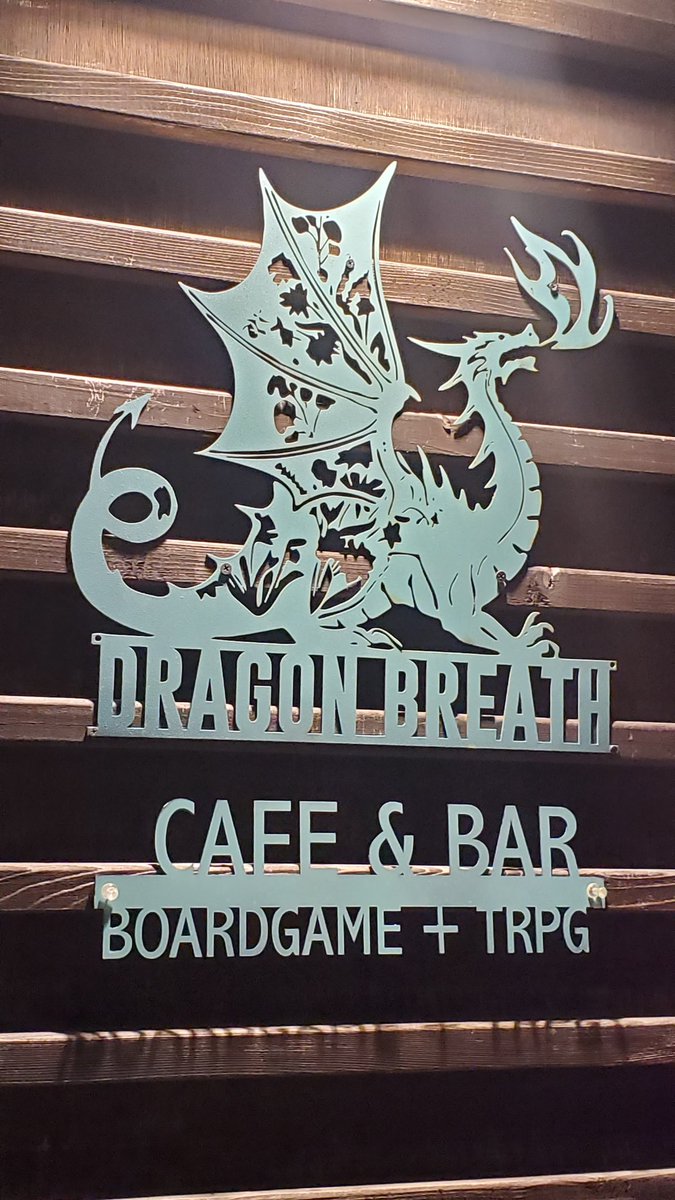 DRAGON BREATH
CAFE & BAR
BOARDGAME + TRPG